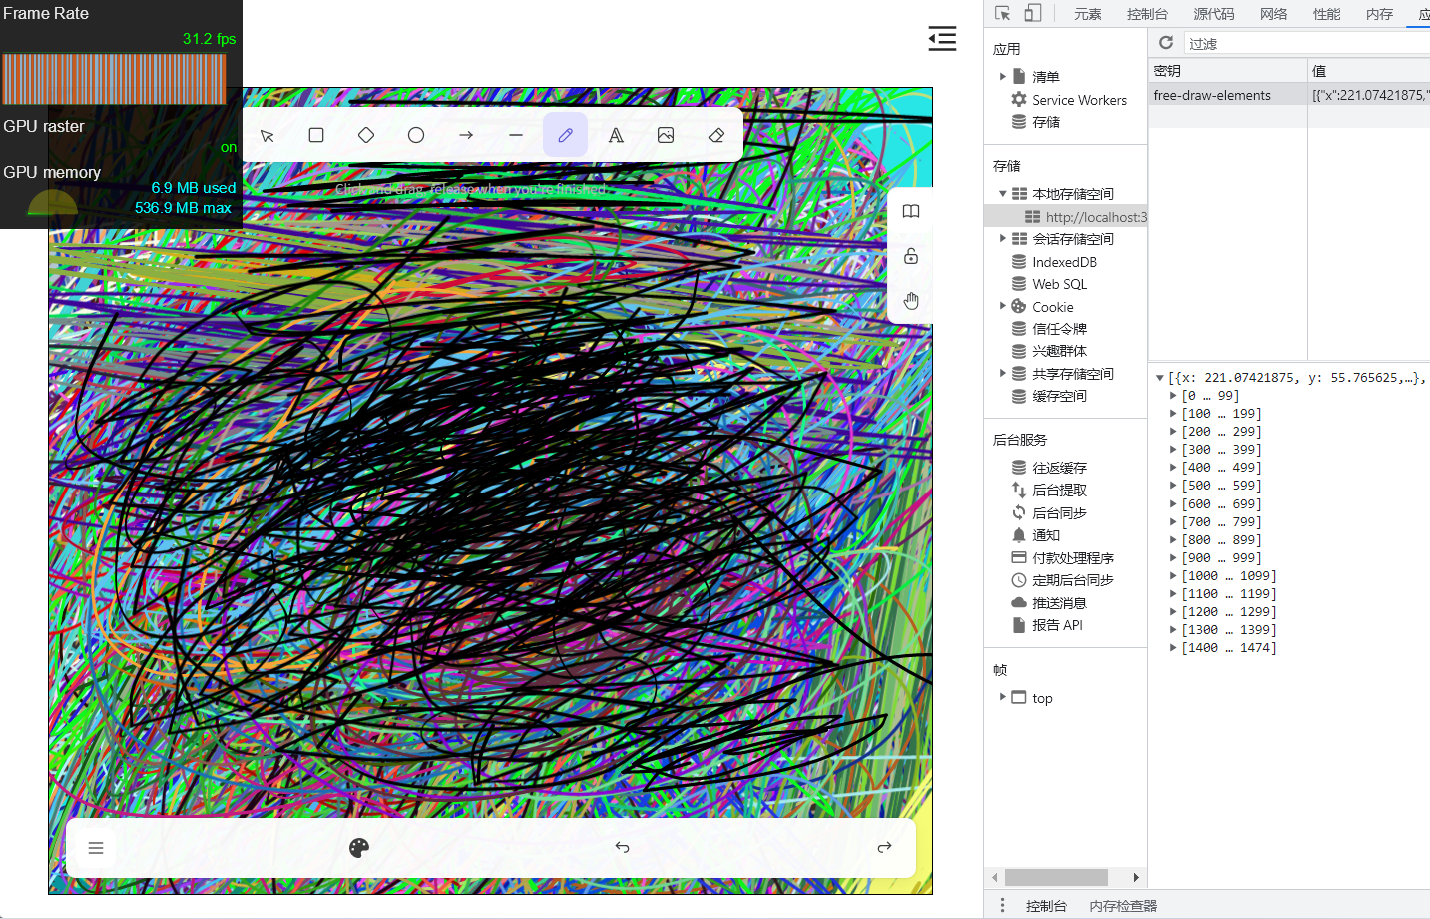 Frame Rate
31.2 fps
GPU raster
on
GPU memory
6.9 MB used
536.9 MB max
Click and drag, release when you're finished
元素
控制台
源代码
网络
性能
内存
应
应用
清单
Service Workers
存储
存储
本地存储空间
http://localhost:3
会话存储空间
IndexedDB
Web SQL
Cookie
信任令牌
兴趣群体
共享存储空间
缓存空间
后台服务
往返缓存
后台提取
后台同步
通知
付款处理程序
定期后台同步
推送消息
报告 API
帧
top
过滤
密钥
值
free-draw-elements
[{"x":221.07421875,"
[{x: 221.07421875, y: 55.765625,…},
[0 … 99]
[100 … 199]
[200 … 299]
[300 … 399]
[400 … 499]
[500 … 599]
[600 … 699]
[700 … 799]
[800 … 899]
[900 … 999]
[1000 … 1099]
[1100 … 1199]
[1200 … 1299]
[1300 … 1399]
[1400 … 1474]
控制台
内存检查器